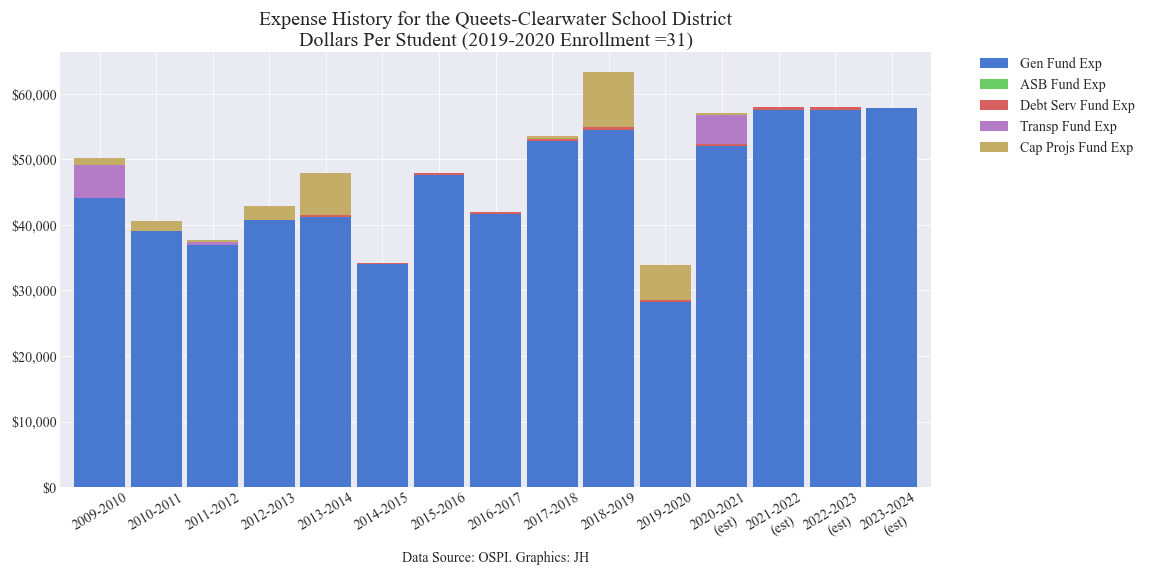 Expense History for the Queets-Clearwater School District
Dollars Per Student (2019-2020 Enrollment =31)
Gen Fund Exp
ASB Fund Exp
Debt Serv Fund Exp
Transp Fund Exp
Cap Projs Fund Exp
$60,000
$50,000
$40,000
$30,000
$20,000
$10,000
$0
2009-2010
2010-2011
2011-2012
2012-2013
2013-2014
2014-2015
2015-2016
2016-2017
2017-2018
2018-2019
2019-2020
2020-2021
(est)
2021-2022
(est)
2022-2023
(est)
2023-2024
(est)
Data Source: OSPI. Graphics: JH